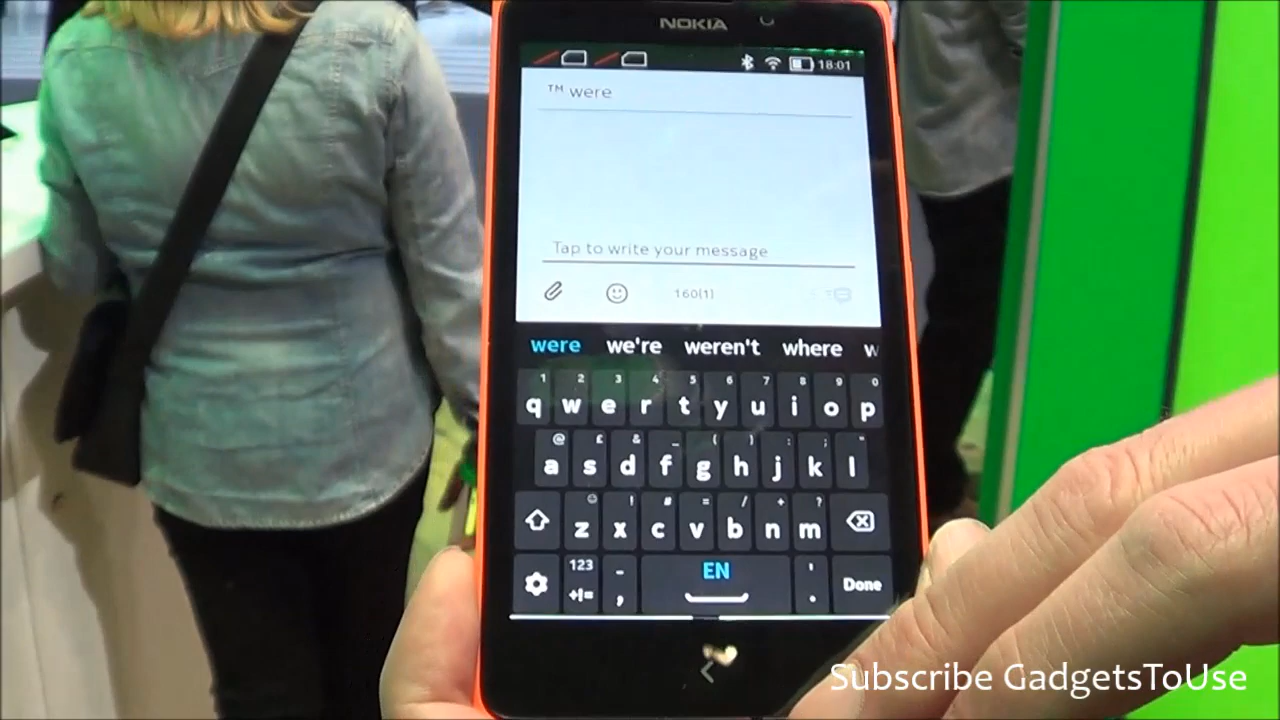 NOKIA
18:01
™ were
Tap to write your message
160(1)
were we're weren't where w
1 2 3 4 5 6 7 8 9 0
q w e r t y u i o p
@ £ & _ ( ) : ; "
a s d f g h j k l
! # = / + ?
z x c v b n m
123 - EN '
+!= , . Done
Subscribe GadgetsToUse